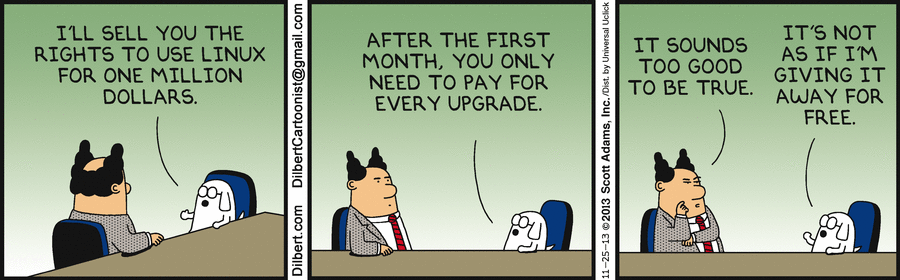 I'LL SELL YOU THE
RIGHTS TO USE LINUX
FOR ONE MILLION
DOLLARS.
Dilbert.com DilbertCartoonist@gmail.com
AFTER THE FIRST
MONTH, YOU ONLY
NEED TO PAY FOR
EVERY UPGRADE.
11-25-13 © 2013 Scott Adams, Inc. /Dist. by Universal Uclick
IT SOUNDS
TOO GOOD
TO BE TRUE.
IT'S NOT
AS IF I'M
GIVING IT
AWAY FOR
FREE.